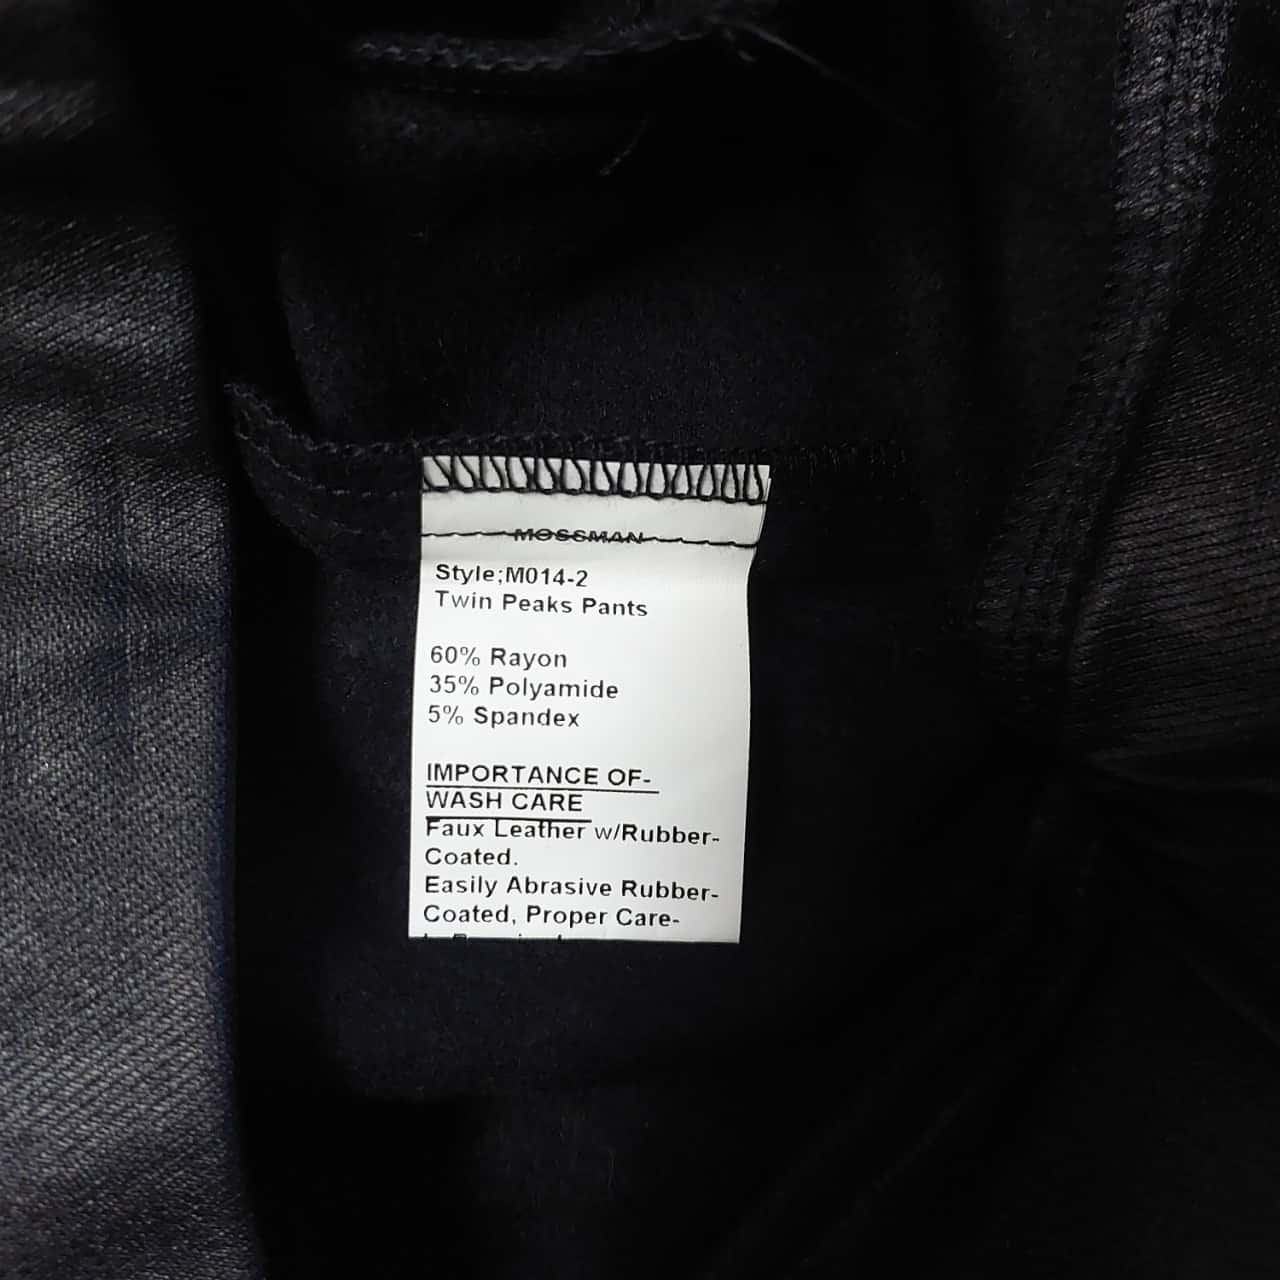 MOSSMAN
Style;M014-2
Twin Peaks Pants
60% Rayon
35% Polyamide
5% Spandex
IMPORTANCE OF-
WASH CARE
Faux Leather w/Rubber-
Coated.
Easily Abrasive Rubber-
Coated, Proper Care-